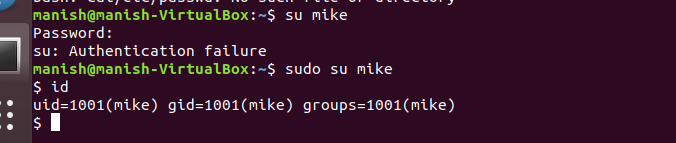 manish@manish-VirtualBox:~$ su mike
Password:
su: Authentication failure
manish@manish-VirtualBox:~$ sudo su mike
$ id
uid=1001(mike) gid=1001(mike) groups=1001(mike)
$